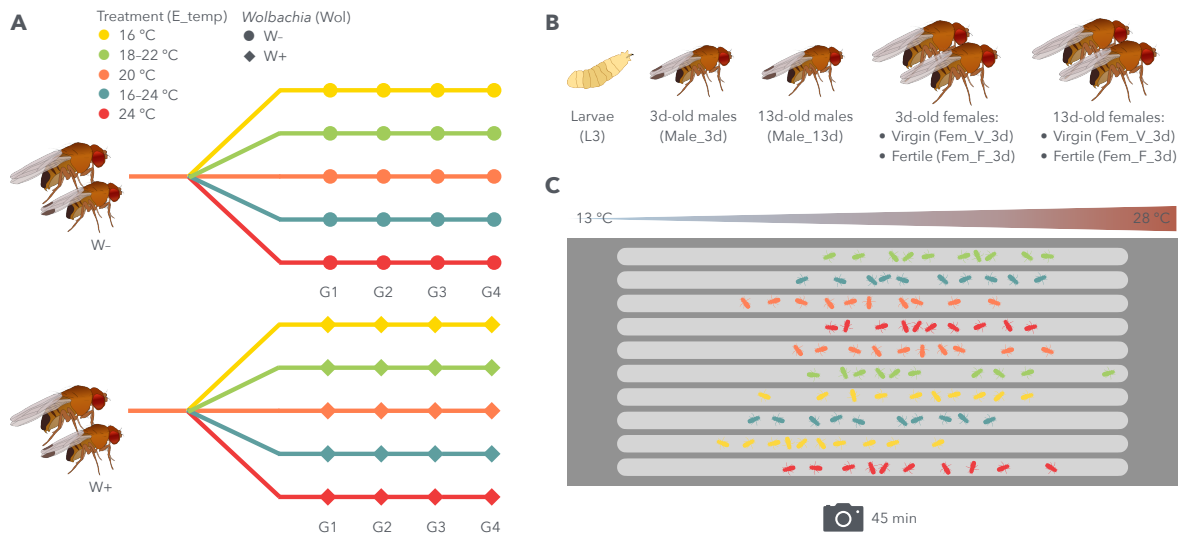 A
Treatment (E_temp)
16 °C
18–22 °C
20 °C
16–24 °C
24 °C
Wolbachia (Wol)
W–
W+
W–
G1 G2 G3 G4
W+
G1 G2 G3 G4
B
Larvae
(L3)
3d-old males
(Male_3d)
13d-old males
(Male_13d)
3d-old females:
• Virgin (Fem_V_3d)
• Fertile (Fem_F_3d)
13d-old females:
• Virgin (Fem_V_3d)
• Fertile (Fem_F_3d)
C
13 °C
28 °C
45 min